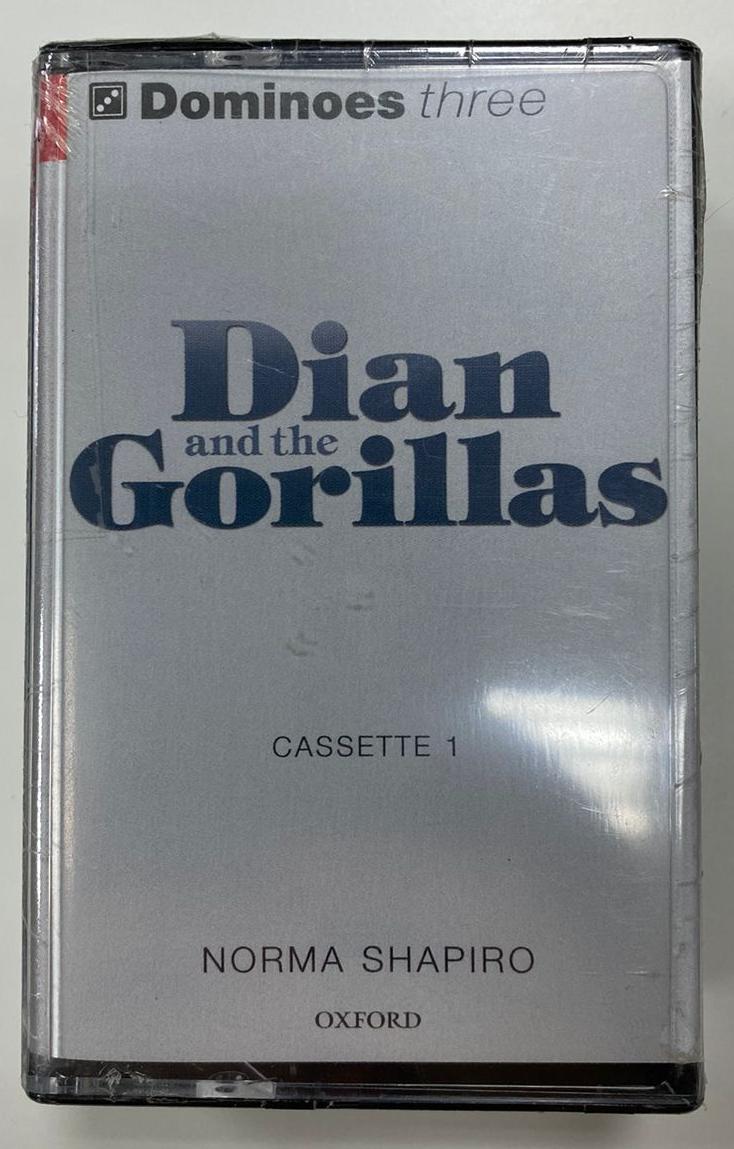 Dominoes three
Dian
and the
Gorillas
CASSETTE 1
NORMA SHAPIRO
OXFORD